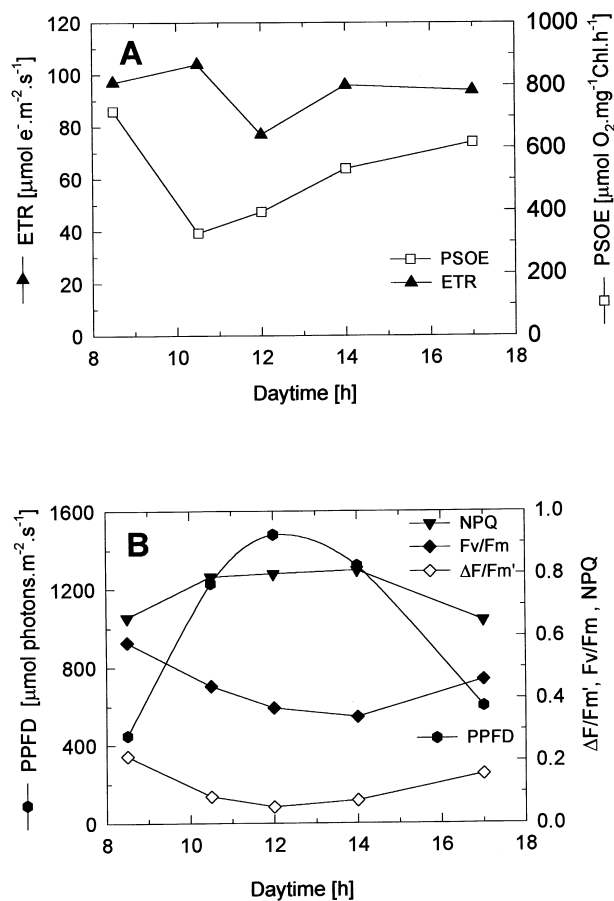 A
120
100
80
60
40
20
0
ETR [µmol e⁻.m⁻².s⁻¹]
1000
800
600
400
200
0
PSOE [µmol O₂.mg⁻¹Chl.h⁻¹]
PSOE
ETR
8 10 12 14 16 18
Daytime [h]
B
1600
1200
800
400
0
PPFD [µmol photons.m⁻².s⁻¹]
1.0
0.8
0.6
0.4
0.2
0.0
ΔF/Fm', Fv/Fm , NPQ
NPQ
Fv/Fm
ΔF/Fm'
PPFD
8 10 12 14 16 18
Daytime [h]